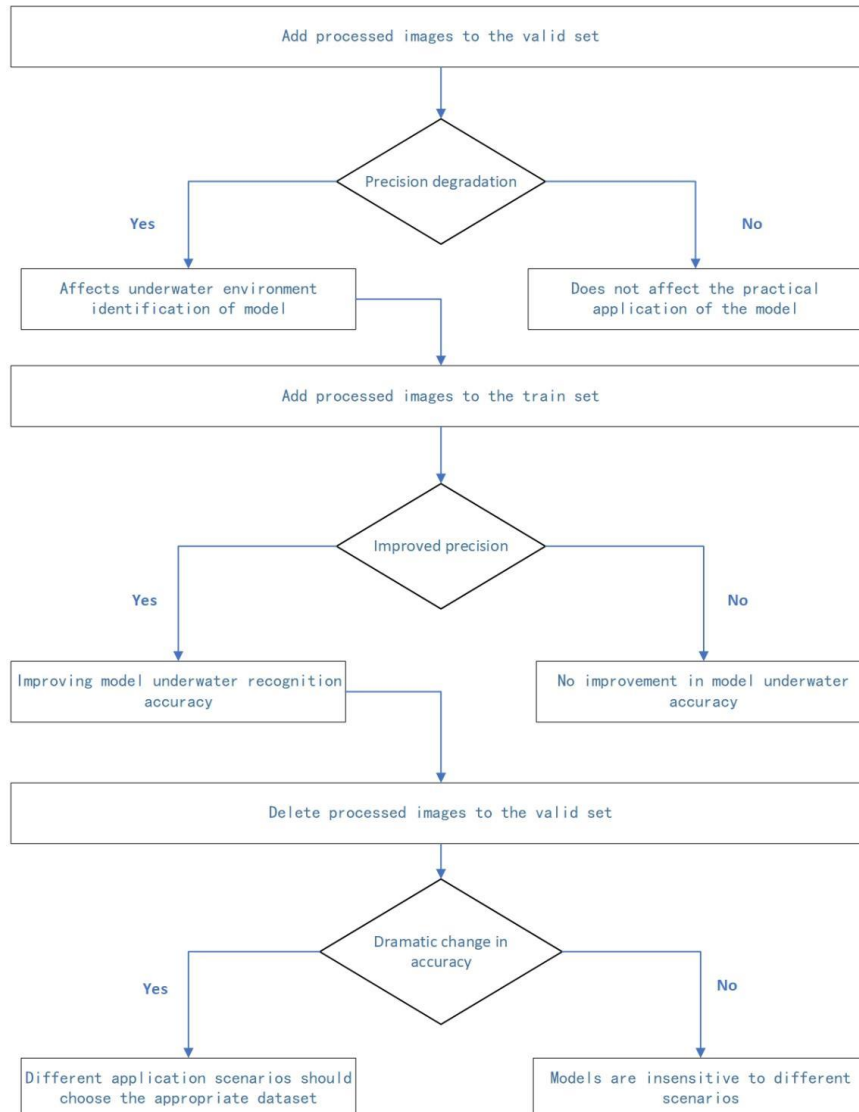 Add processed images to the valid set
Precision degradation
Yes
No
Affects underwater environment
identification of model
Does not affect the practical
application of the model
Add processed images to the train set
Improved precision
Yes
No
Improving model underwater recognition
accuracy
No improvement in model underwater
accuracy
Delete processed images to the valid set
Dramatic change in
accuracy
Yes
No
Different application scenarios should
choose the appropriate dataset
Models are insensitive to different
scenarios